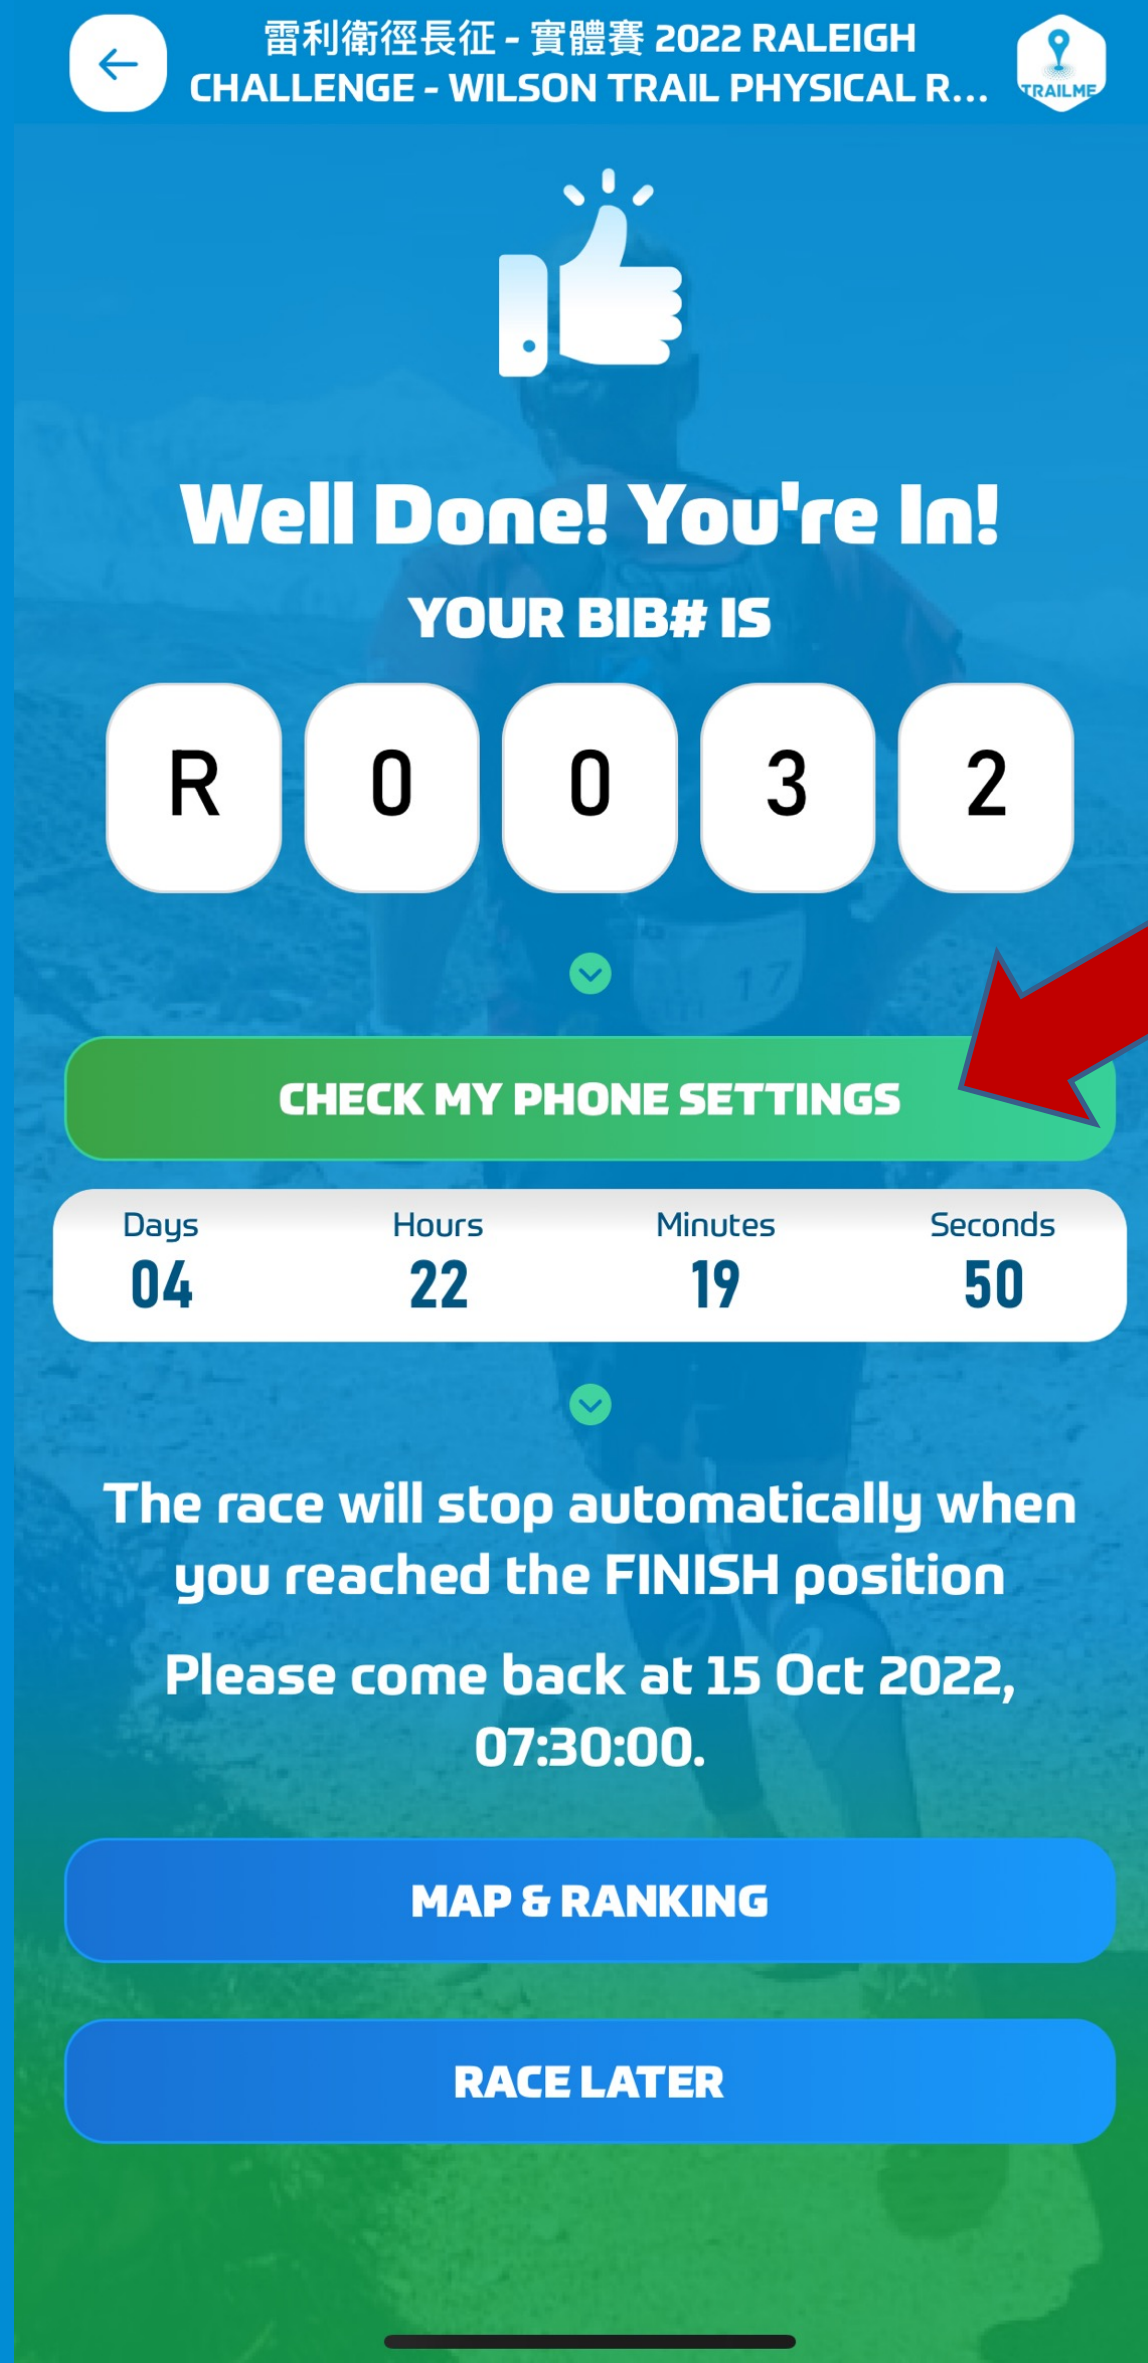 雷利衛徑長征 - 實體賽 2022 RALEIGH
CHALLENGE - WILSON TRAIL PHYSICAL R...
TRAILME
Well Done! You're In!
YOUR BIB# IS
R 0 0 3 2
17
CHECK MY PHONE SETTINGS
Days Hours Minutes Seconds
04 22 19 50
The race will stop automatically when
you reached the FINISH position
Please come back at 15 Oct 2022,
07:30:00.
MAP & RANKING
RACE LATER